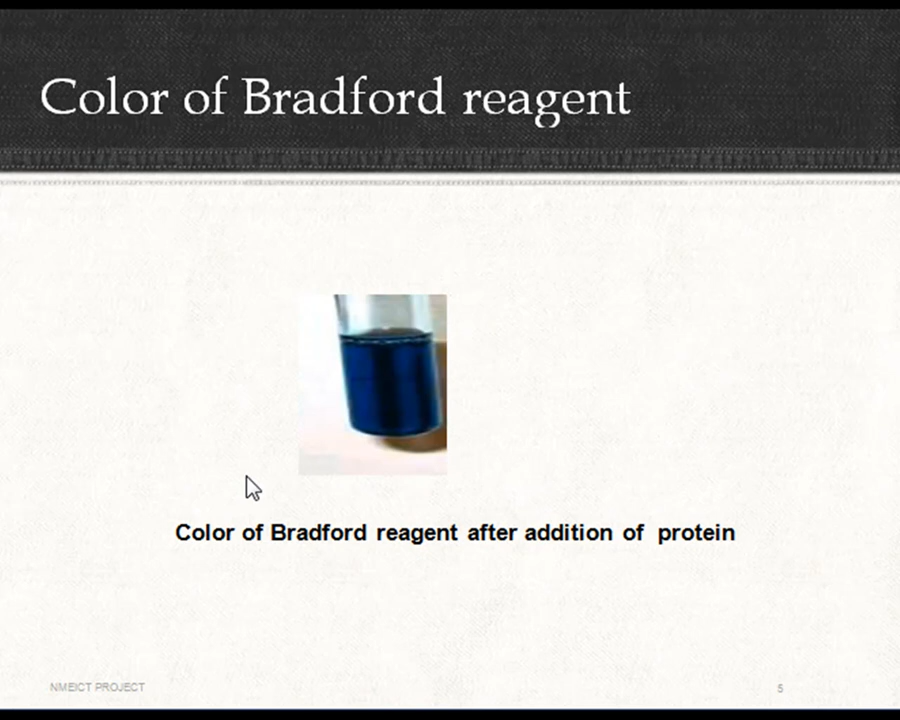 Color of Bradford reagent
Color of Bradford reagent after addition of protein
NMEICT PROJECT
5